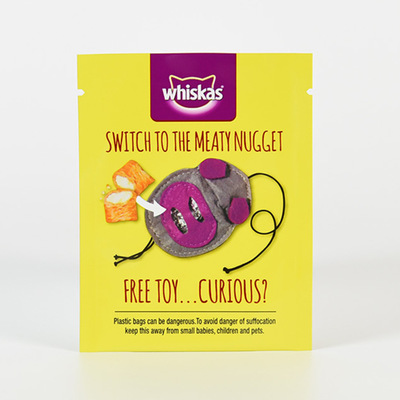 whiskas
SWITCH TO THE MEATY NUGGET
FREE TOY...CURIOUS?
Plastic bags can be dangerous.To avoid danger of suffocation
keep this away from small babies, children and pets.